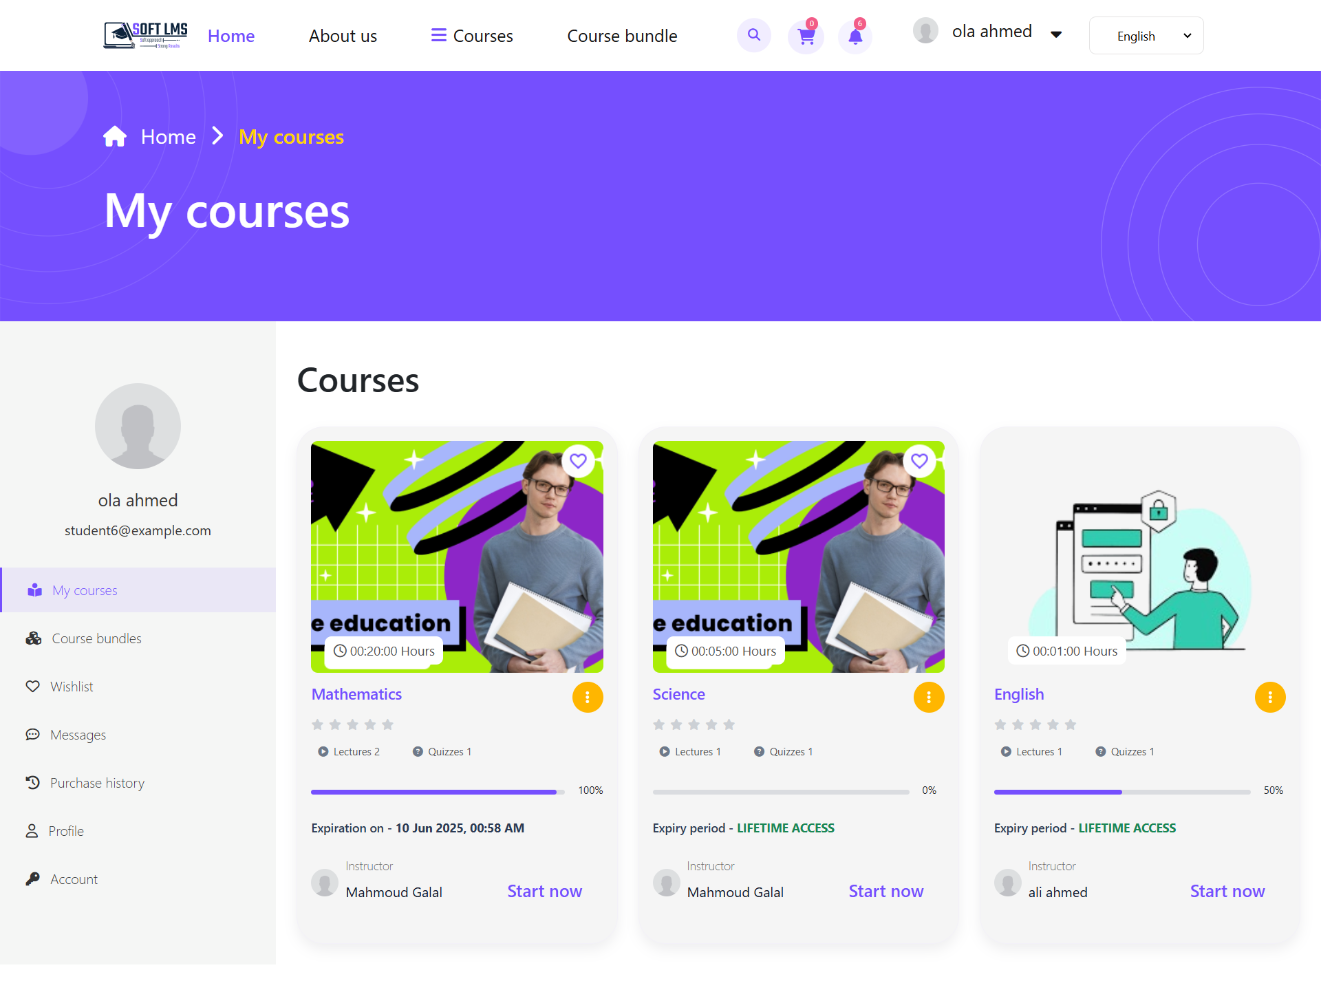 SOFT LMS
Home
About us
Courses
Course bundle
0
6
ola ahmed
English
Home
My courses
My courses
ola ahmed
student6@example.com
My courses
Course bundles
Wishlist
Messages
Purchase history
Profile
Account
Courses
e education
00:20:00 Hours
Mathematics
Lectures 2
Quizzes 1
100%
Expiration on - 10 Jun 2025, 00:58 AM
Instructor
Mahmoud Galal
Start now
e education
00:05:00 Hours
Science
Lectures 1
Quizzes 1
0%
Expiry period - LIFETIME ACCESS
Instructor
Mahmoud Galal
Start now
00:01:00 Hours
English
Lectures 1
Quizzes 1
50%
Expiry period - LIFETIME ACCESS
Instructor
ali ahmed
Start now